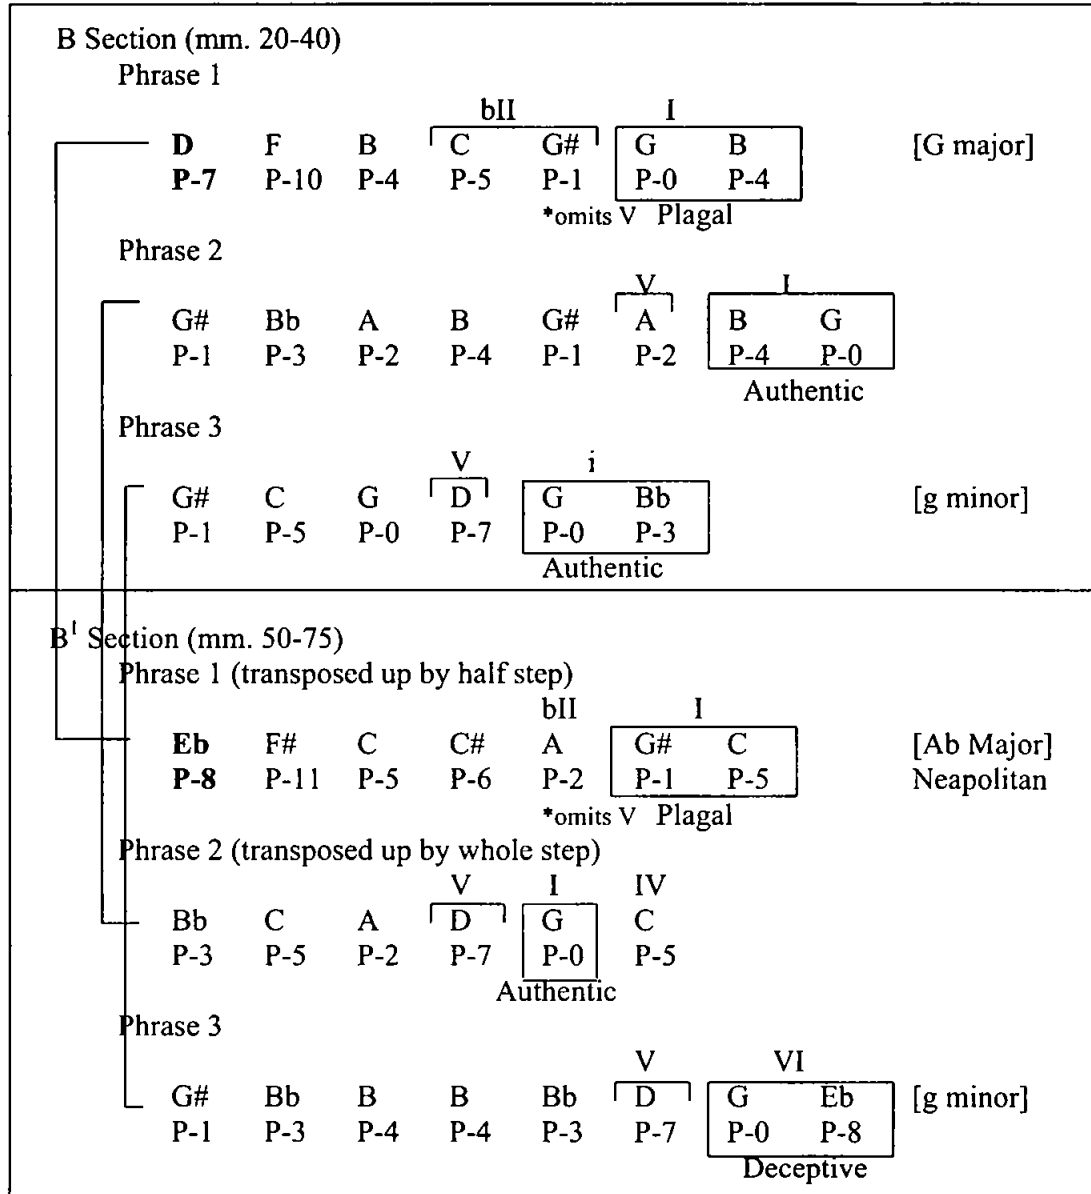 B Section (mm. 20-40)
Phrase 1
bII I
D F B C G# G B [G major]
P-7 P-10 P-4 P-5 P-1 P-0 P-4
*omits V Plagal
Phrase 2
V I
G# Bb A B G# A B G
P-1 P-3 P-2 P-4 P-1 P-2 P-4 P-0
Authentic
Phrase 3
V i
G# C G D G Bb [g minor]
P-1 P-5 P-0 P-7 P-0 P-3
Authentic
B¹ Section (mm. 50-75)
Phrase 1 (transposed up by half step)
bII I
Eb F# C C# A G# C [Ab Major]
P-8 P-11 P-5 P-6 P-2 P-1 P-5 Neapolitan
*omits V Plagal
Phrase 2 (transposed up by whole step)
V I IV
Bb C A D G C
P-3 P-5 P-2 P-7 P-0 P-5
Authentic
Phrase 3
V VI
G# Bb B B Bb D G Eb [g minor]
P-1 P-3 P-4 P-4 P-3 P-7 P-0 P-8
Deceptive